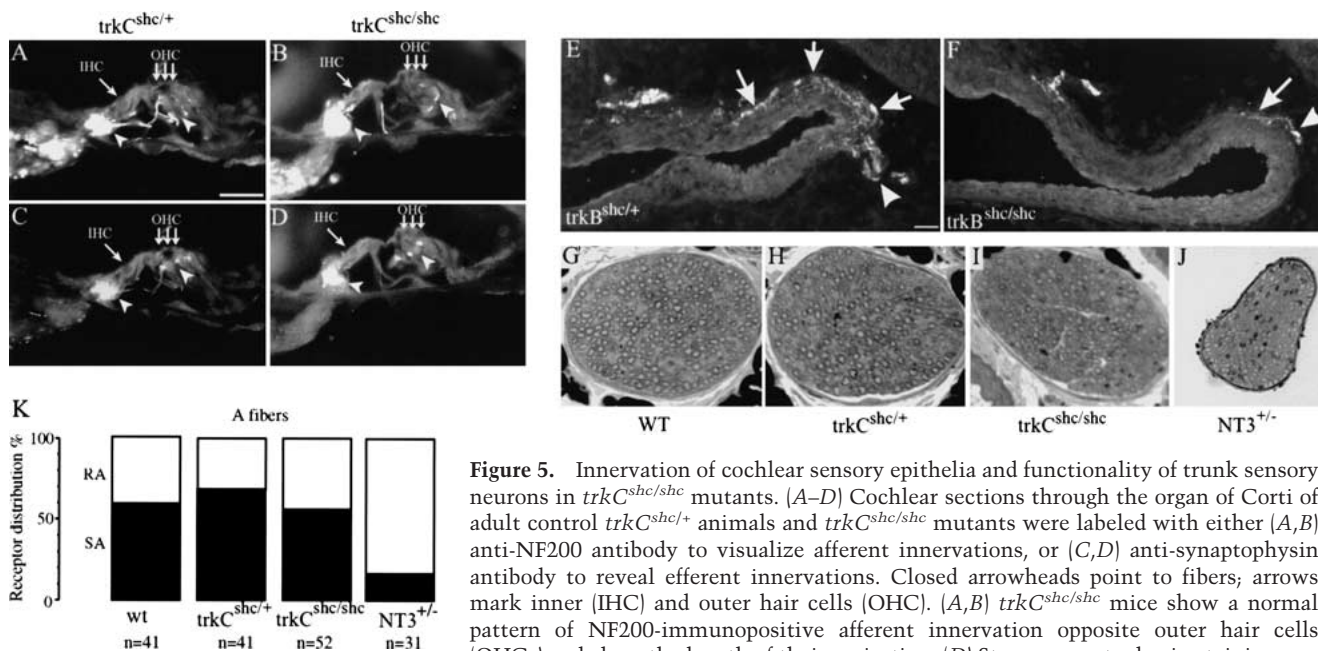 trkC^shc/+ trkC^shc/shc
A IHC OHC
B IHC OHC
C IHC OHC
D IHC OHC
E trkB^shc/+
F trkB^shc/shc
G H I J
WT trkC^shc/+ trkC^shc/shc NT3^+/-
K A fibers
Receptor distribution %
100
50
0
RA
SA
wt trkC^shc/+ trkC^shc/shc NT3^+/-
n=41 n=41 n=52 n=31
Figure 5. Innervation of cochlear sensory epithelia and functionality of trunk sensory
neurons in trkC^shc/shc mutants. (A–D) Cochlear sections through the organ of Corti of
adult control trkC^shc/+ animals and trkC^shc/shc mutants were labeled with either (A,B)
anti-NF200 antibody to visualize afferent innervations, or (C,D) anti-synaptophysin
antibody to reveal efferent innervations. Closed arrowheads point to fibers; arrows
mark inner (IHC) and outer hair cells (OHC). (A,B) trkC^shc/shc mice show a normal
pattern of NF200-immunopositive afferent innervation opposite outer hair cells